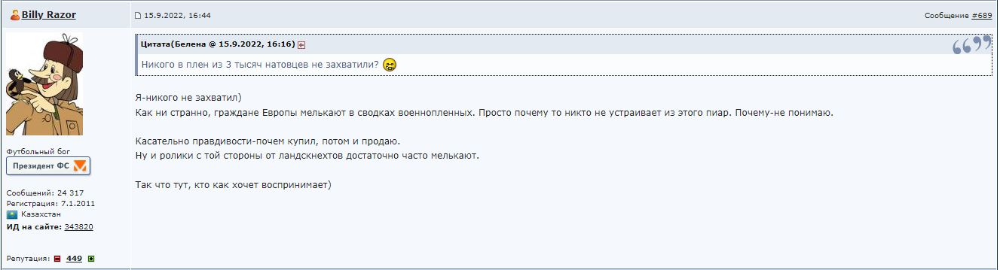 Billy Razor
15.9.2022, 16:44
Сообщение #689
Цитата(Белена @ 15.9.2022, 16:16)
Никого в плен из 3 тысяч натовцев не захватили?
Я-никого не захватил)
Как ни странно, граждане Европы мелькают в сводках военнопленных. Просто почему то никто не устраивает из этого пиар. Почему-не понимаю.
Касательно правдивости-почем купил, потом и продаю.
Ну и ролики с той стороны от ландскнехтов достаточно часто мелькают.
Так что тут, кто как хочет воспринимает)
Футбольный бог
Президент ФС
Сообщений: 24 317
Регистрация: 7.1.2011
Казахстан
ИД на сайте: 343820
Репутация: 449